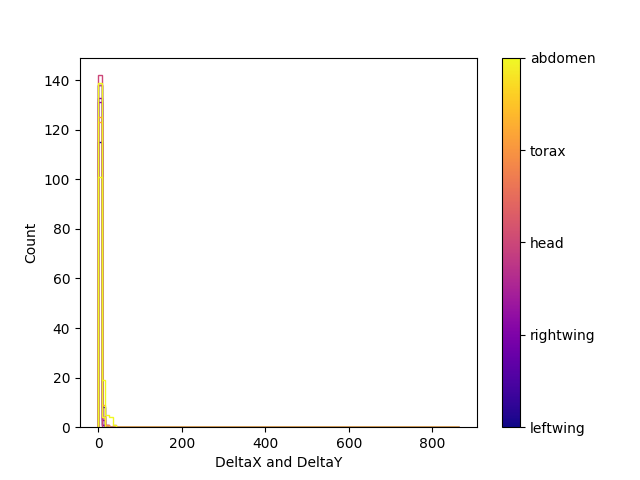 Count
140
120
100
80
60
40
20
0
0 200 400 600 800
DeltaX and DeltaY
abdomen
torax
head
rightwing
leftwing